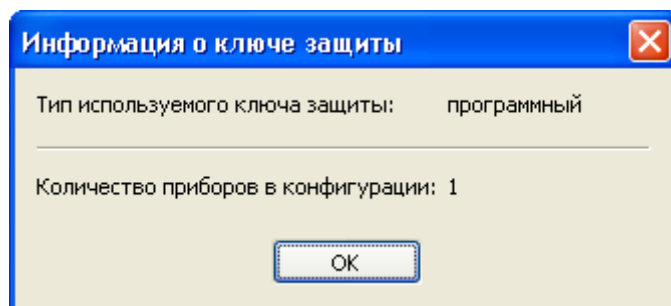 Информация о ключе защиты
Тип используемого ключа защиты: программный
Количество приборов в конфигурации: 1
OK